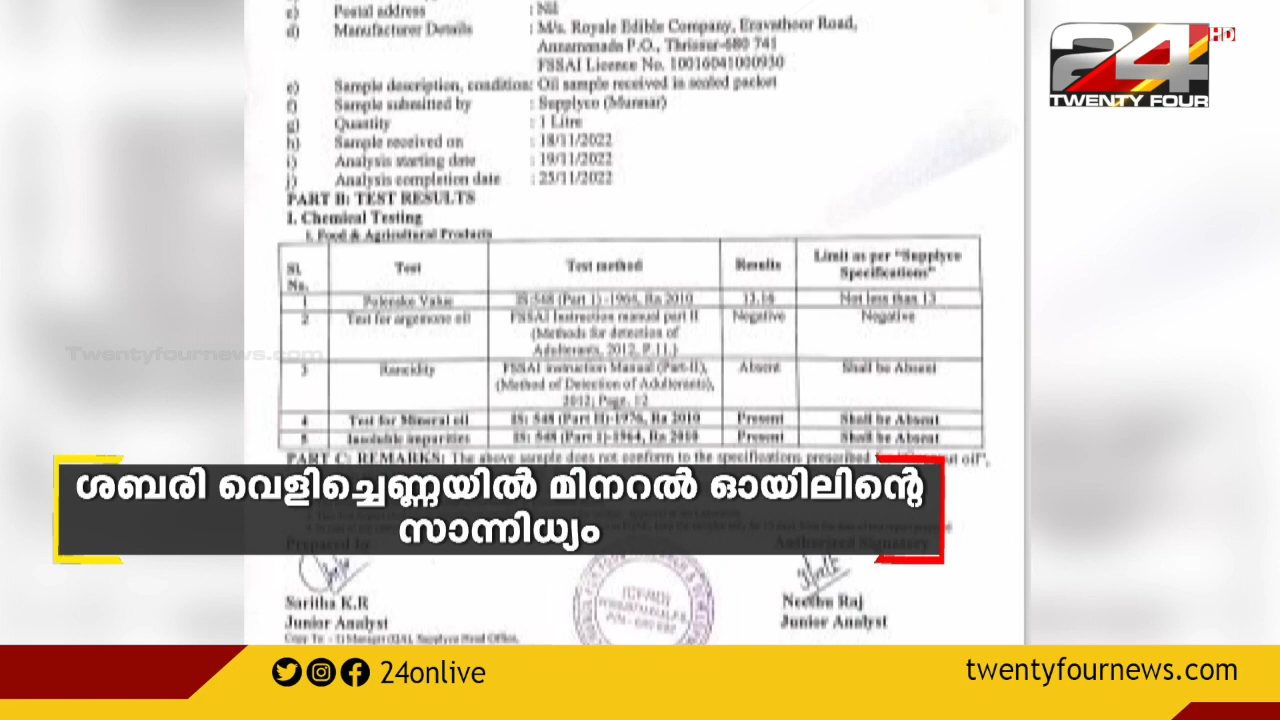 c) Postal address : Nil
d) Manufacturer Details : M/s. Royale Edible Company, Eravathoor Road,
Annamanada P.O., Thrissur-680 741
FSSAI Licence No. 10016041000930
e) Sample description, condition: Oil sample received in sealed packet
f) Sample submitted by : Supplyco (Munnar)
g) Quantity : 1 Litre
h) Sample received on : 18/11/2022
i) Analysis starting date : 19/11/2022
j) Analysis completion date : 25/11/2022
PART B: TEST RESULTS
I. Chemical Testing
1. Food & Agricultural Products
Sl. No. Test Test method Results Limit as per "Supplyco Specifications"
1 Polenske Value IS:548 (Part I) -1964, Ra 2010 13.16 Not less than 13
2 Test for argemone oil FSSAI Instruction manual part II (Methods for detection of Adulterants, 2012, P.11.) Negative Negative
3 Rancidity FSSAI instruction Manual (Part-II), (Method of Detection of Adulterants), 2012; Page. 12 Absent Shall be Absent
4 Test for Mineral oil IS: 548 (Part II)-1976, Ra 2010 Present Shall be Absent
5 Insoluble impurities IS: 548 (Part I)-1964, Ra 2010 Present Shall be Absent
PART C: REMARKS: The above sample does not conform to the specifications prescribed oil",
ശബരി വെളിച്ചെണ്ണയിൽ മിനറൽ ഓയിലിന്റെ
സാന്നിധ്യം
Prepared by Authorized Signatory
Saritha K.R Neethu Raj
Junior Analyst Junior Analyst
Supplyco Head Office,
24 HD
TWENTY FOUR
Twentyfournews.com
24onlive
twentyfournews.com